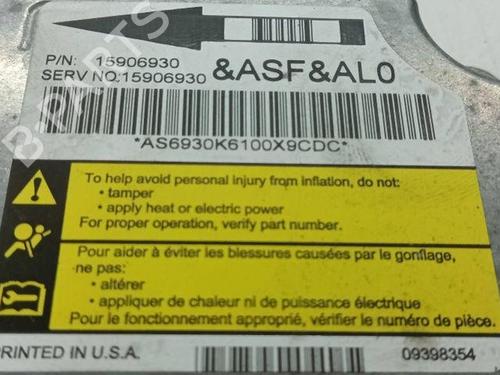 P/N: 15906930
SERV NO:15906930
&ASF&AL0
*AS6930K6100X9CDC*
To help avoid personal injury from inflation, do not:
• tamper
• apply heat or electric power
For proper operation, verify part number.
Pour aider à éviter les blessures causées par le gonflage,
ne pas:
• altérer
• appliquer de chaleur ni de puissance électrique
Pour le fonctionnement approprié, vérifier le numéro de pièce.
PRINTED IN U.S.A.
09398354